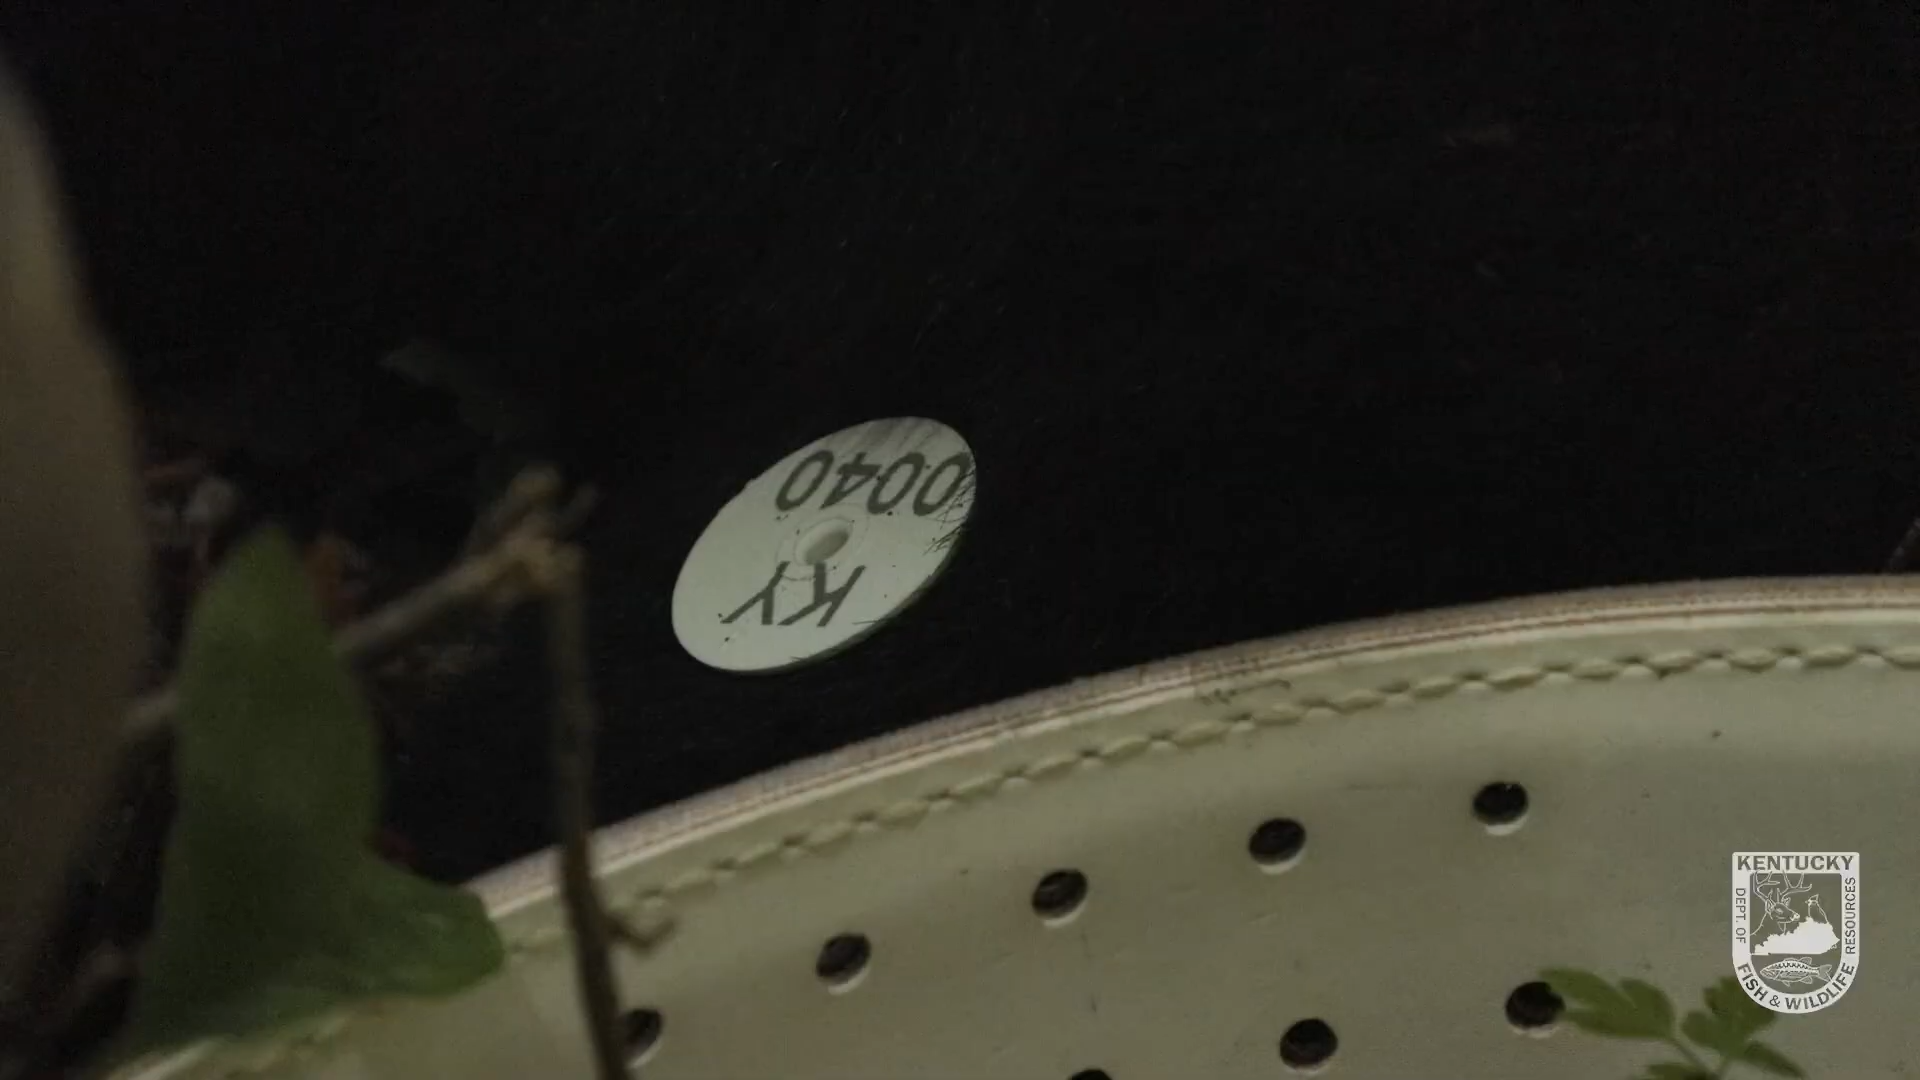 KY
0040
KENTUCKY
DEPT. OF
FISH & WILDLIFE
RESOURCES